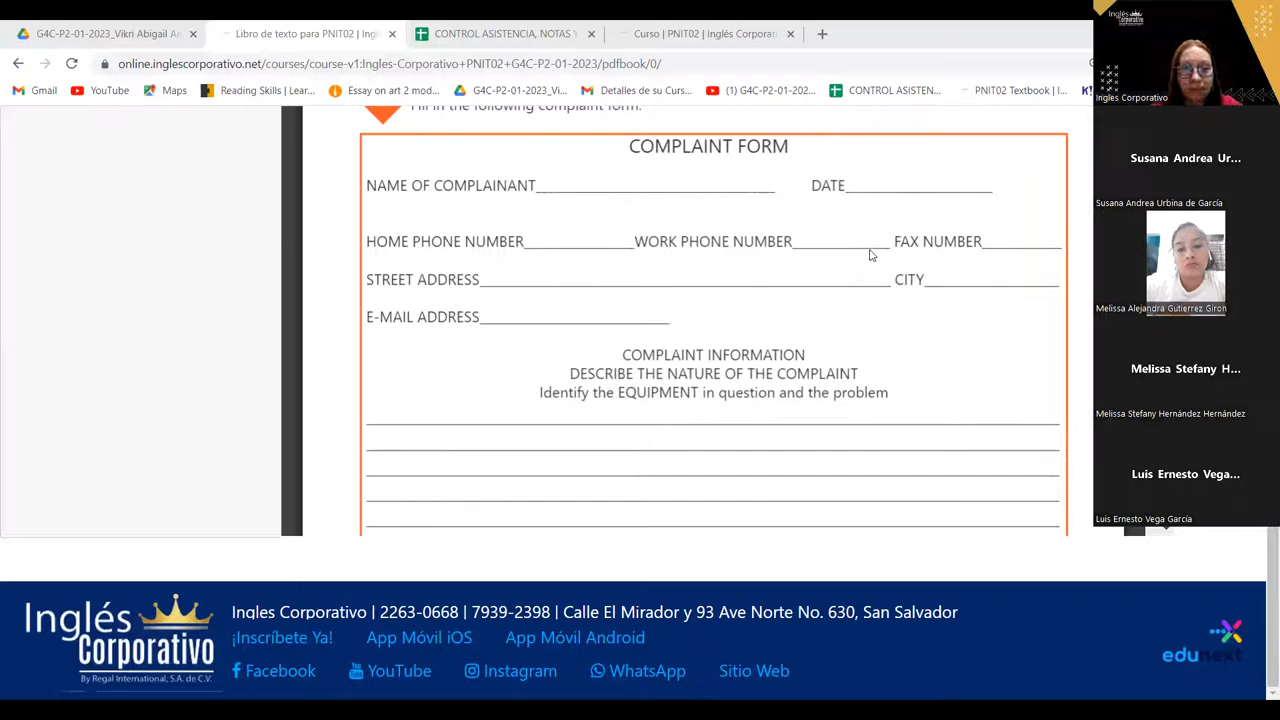 G4C-P2-01-2023_Vikri Abigail A
Libro de texto para PNIT02 | Ingl
CONTROL ASISTENCIA, NOTAS Y
Curso | PNIT02 | Inglés Corporati
online.inglescorporativo.net/courses/course-v1:Ingles-Corporativo+PNIT02+G4C-P2-01-2023/pdfbook/0/
Gmail YouTube Maps Reading Skills | Lear... Essay on art 2 mod... G4C-P2-01-2023_Vi... Detalles de su Curs... (1) G4C-P2-01-202... CONTROL ASISTEN... PNIT02 Textbook | I...
Fill in the following complaint form.
COMPLAINT FORM
NAME OF COMPLAINANT DATE
HOME PHONE NUMBER WORK PHONE NUMBER FAX NUMBER
STREET ADDRESS CITY
E-MAIL ADDRESS
COMPLAINT INFORMATION
DESCRIBE THE NATURE OF THE COMPLAINT
Identify the EQUIPMENT in question and the problem
Inglés
Corporativo
Ingles Corporativo
Susana Andrea Ur...
Susana Andrea Urbina de García
Melissa Alejandra Gutierrez Giron
Melissa Stefany H...
Melissa Stefany Hernández Hernández
Luis Ernesto Vega...
Luis Ernesto Vega García
Inglés
Corporativo
By Regal International, S.A. de C.V.
Ingles Corporativo | 2263-0668 | 7939-2398 | Calle El Mirador y 93 Ave Norte No. 630, San Salvador
¡Inscríbete Ya! App Móvil iOS App Móvil Android
Facebook YouTube Instagram WhatsApp Sitio Web
edunext